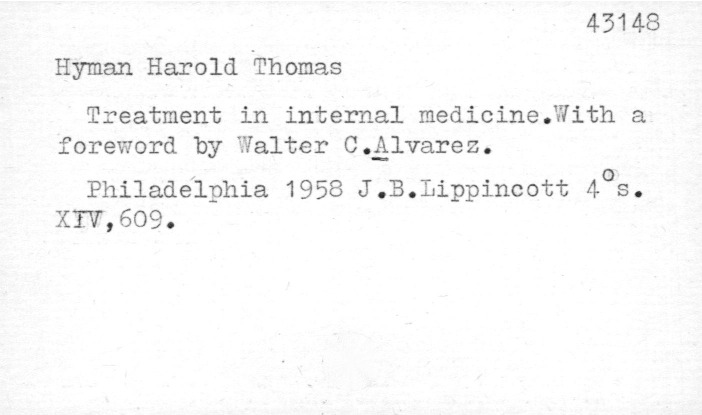 43148
Hyman Harold Thomas
Treatment in internal medicine.With a
foreword by Walter C.Alvarez.
Philadelphia 1958 J.B.Lippincott 4°s.
XIV,609.